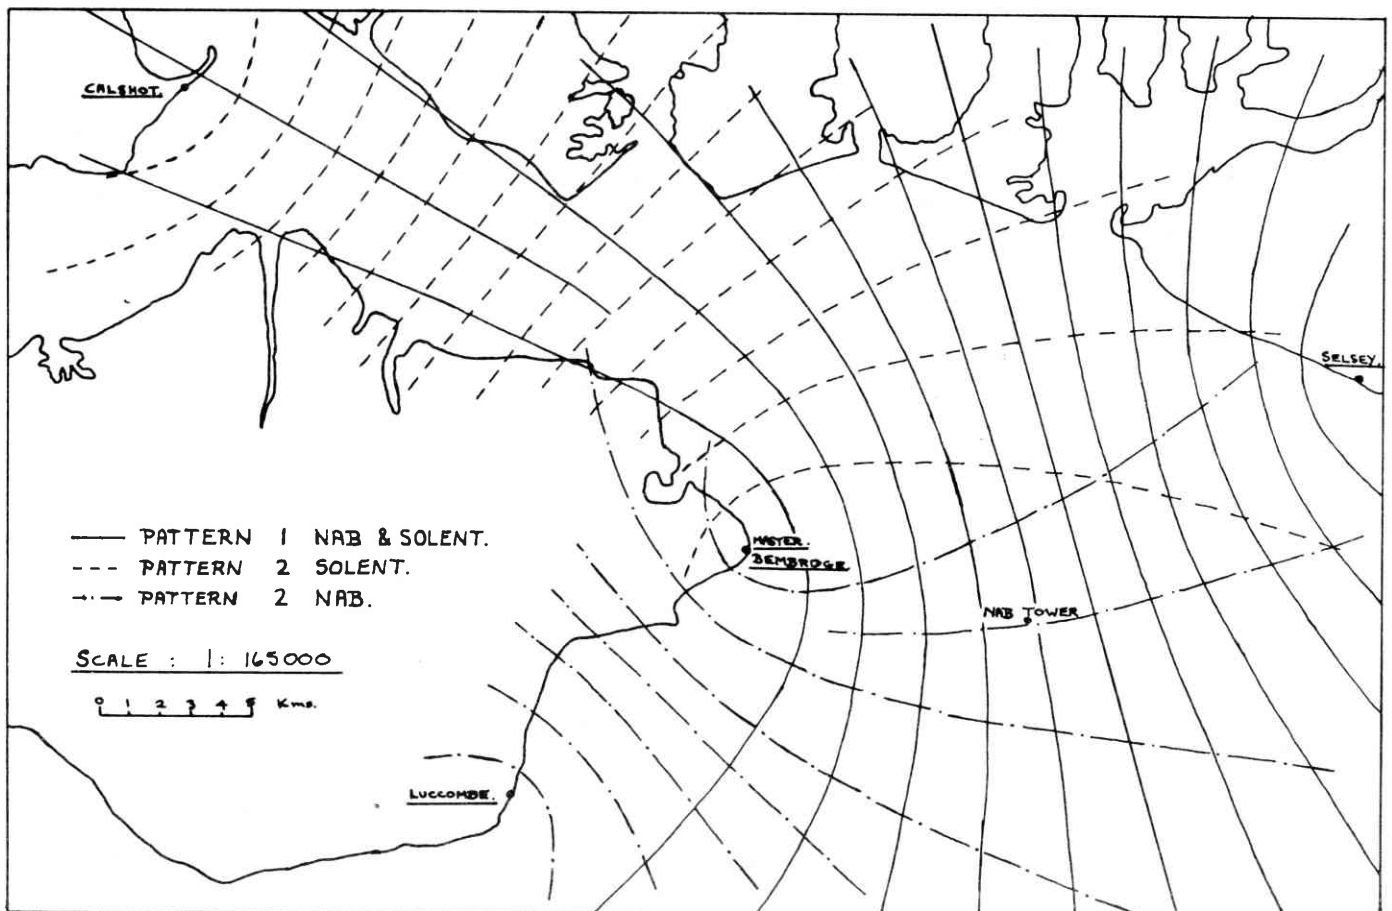 CALSHOT.
SELSEY.
PATTERN 1 NAB & SOLENT.
PATTERN 2 SOLENT.
PATTERN 2 NAB.
MASTER.
BEMBRIDGE
NAB TOWER
SCALE : 1: 165000
0 1 2 3 4 5 Kms.
LUCCOMBE.